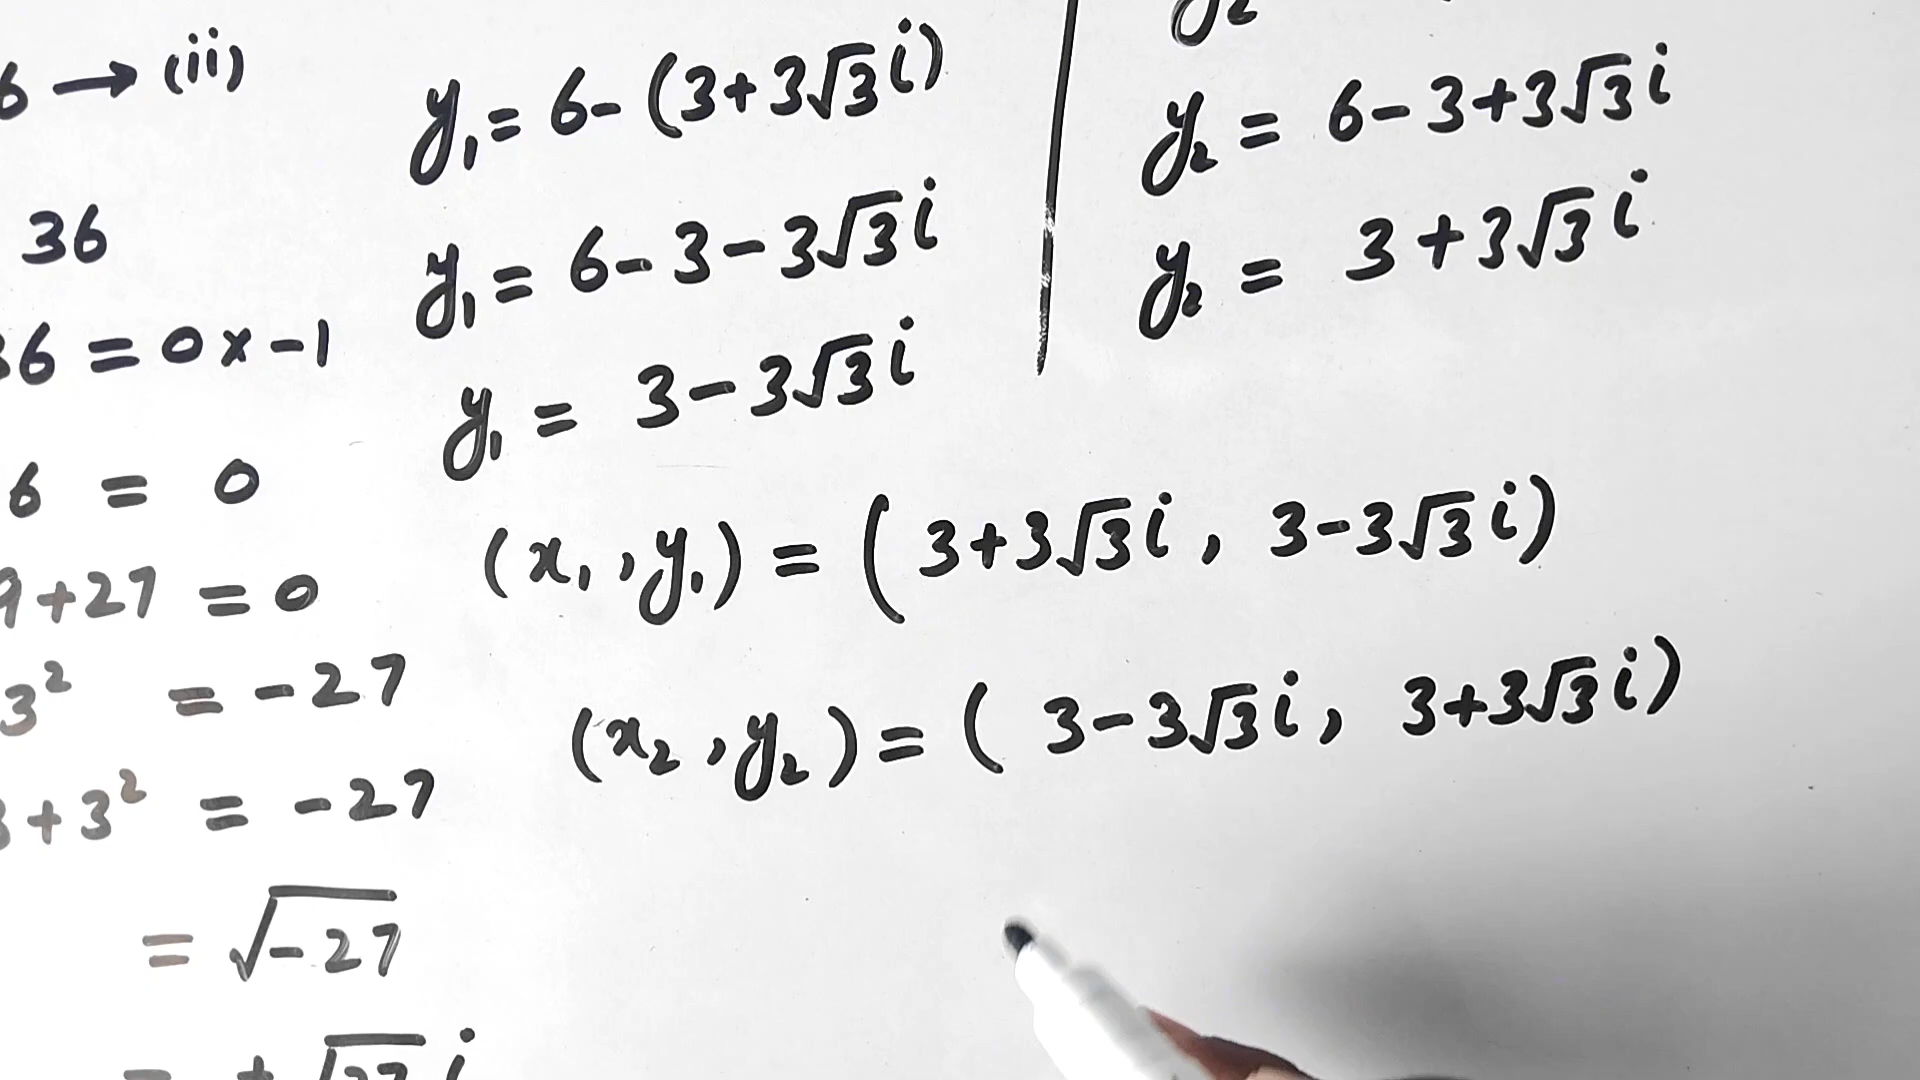 6 → (ii)
36
36 = 0 x -1
6 = 0
9 + 27 = 0
3² = -27
+ 3² = -27
= √-27
y₁ = 6 - (3 + 3√3 i)
y₁ = 6 - 3 - 3√3 i
y₁ = 3 - 3√3 i
y₂ = 6 - 3 + 3√3 i
y₂ = 3 + 3√3 i
(x₁, y₁) = (3 + 3√3 i, 3 - 3√3 i)
(x₂, y₂) = (3 - 3√3 i, 3 + 3√3 i)